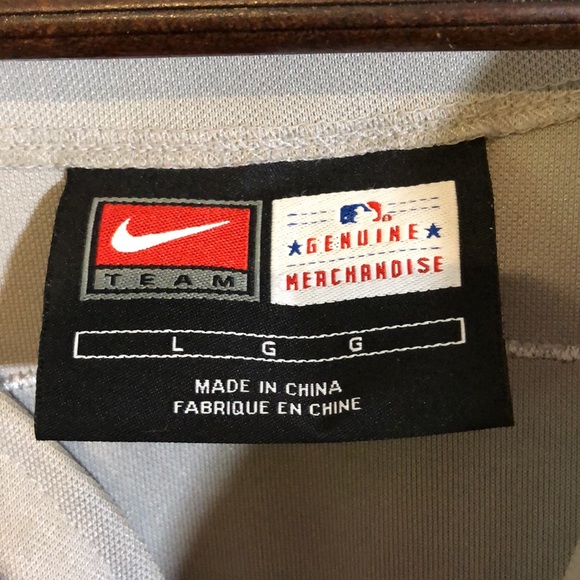 TEAM
GENUINE
MERCHANDISE
L G G
MADE IN CHINA
FABRIQUE EN CHINE